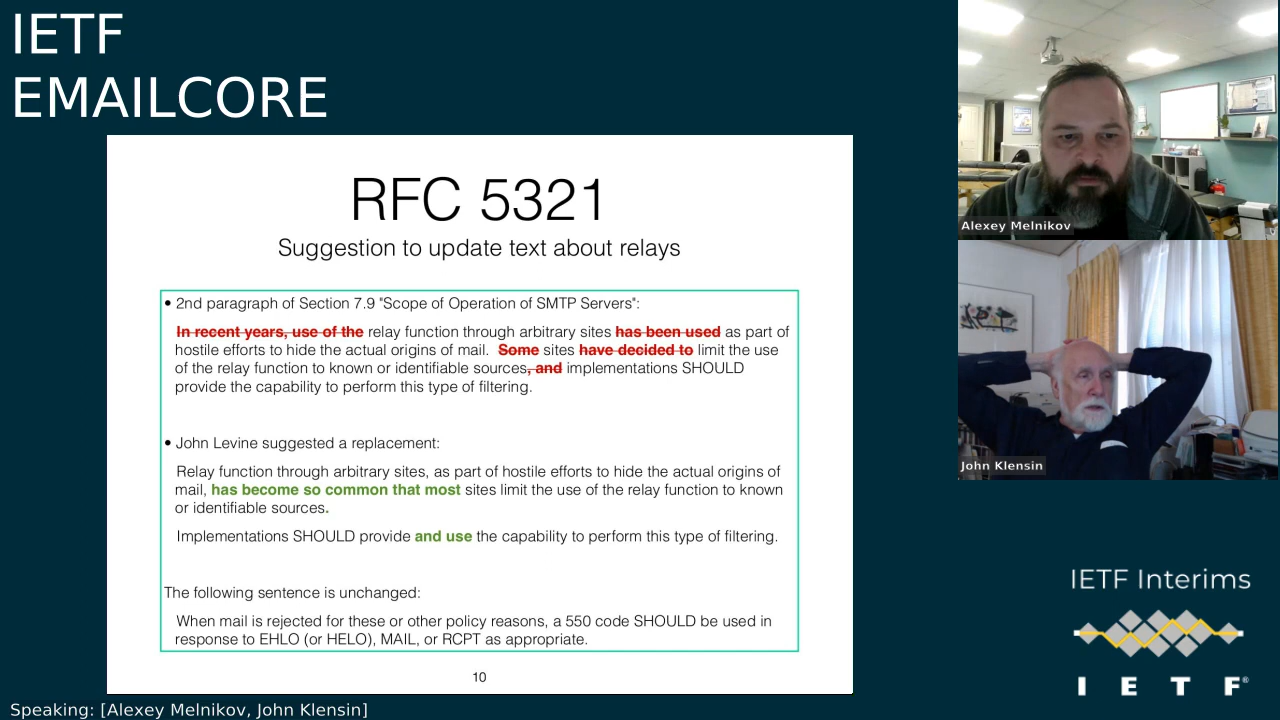 IETF
EMAILCORE
RFC 5321
Suggestion to update text about relays
• 2nd paragraph of Section 7.9 "Scope of Operation of SMTP Servers":
In recent years, use of the relay function through arbitrary sites has been used as part of
hostile efforts to hide the actual origins of mail. Some sites have decided to limit the use
of the relay function to known or identifiable sources, and implementations SHOULD
provide the capability to perform this type of filtering.
• John Levine suggested a replacement:
Relay function through arbitrary sites, as part of hostile efforts to hide the actual origins of
mail, has become so common that most sites limit the use of the relay function to known
or identifiable sources.
Implementations SHOULD provide and use the capability to perform this type of filtering.
The following sentence is unchanged:
When mail is rejected for these or other policy reasons, a 550 code SHOULD be used in
response to EHLO (or HELO), MAIL, or RCPT as appropriate.
10
Alexey Melnikov
John Klensin
IETF Interims
I E T F®
Speaking: [Alexey Melnikov, John Klensin]